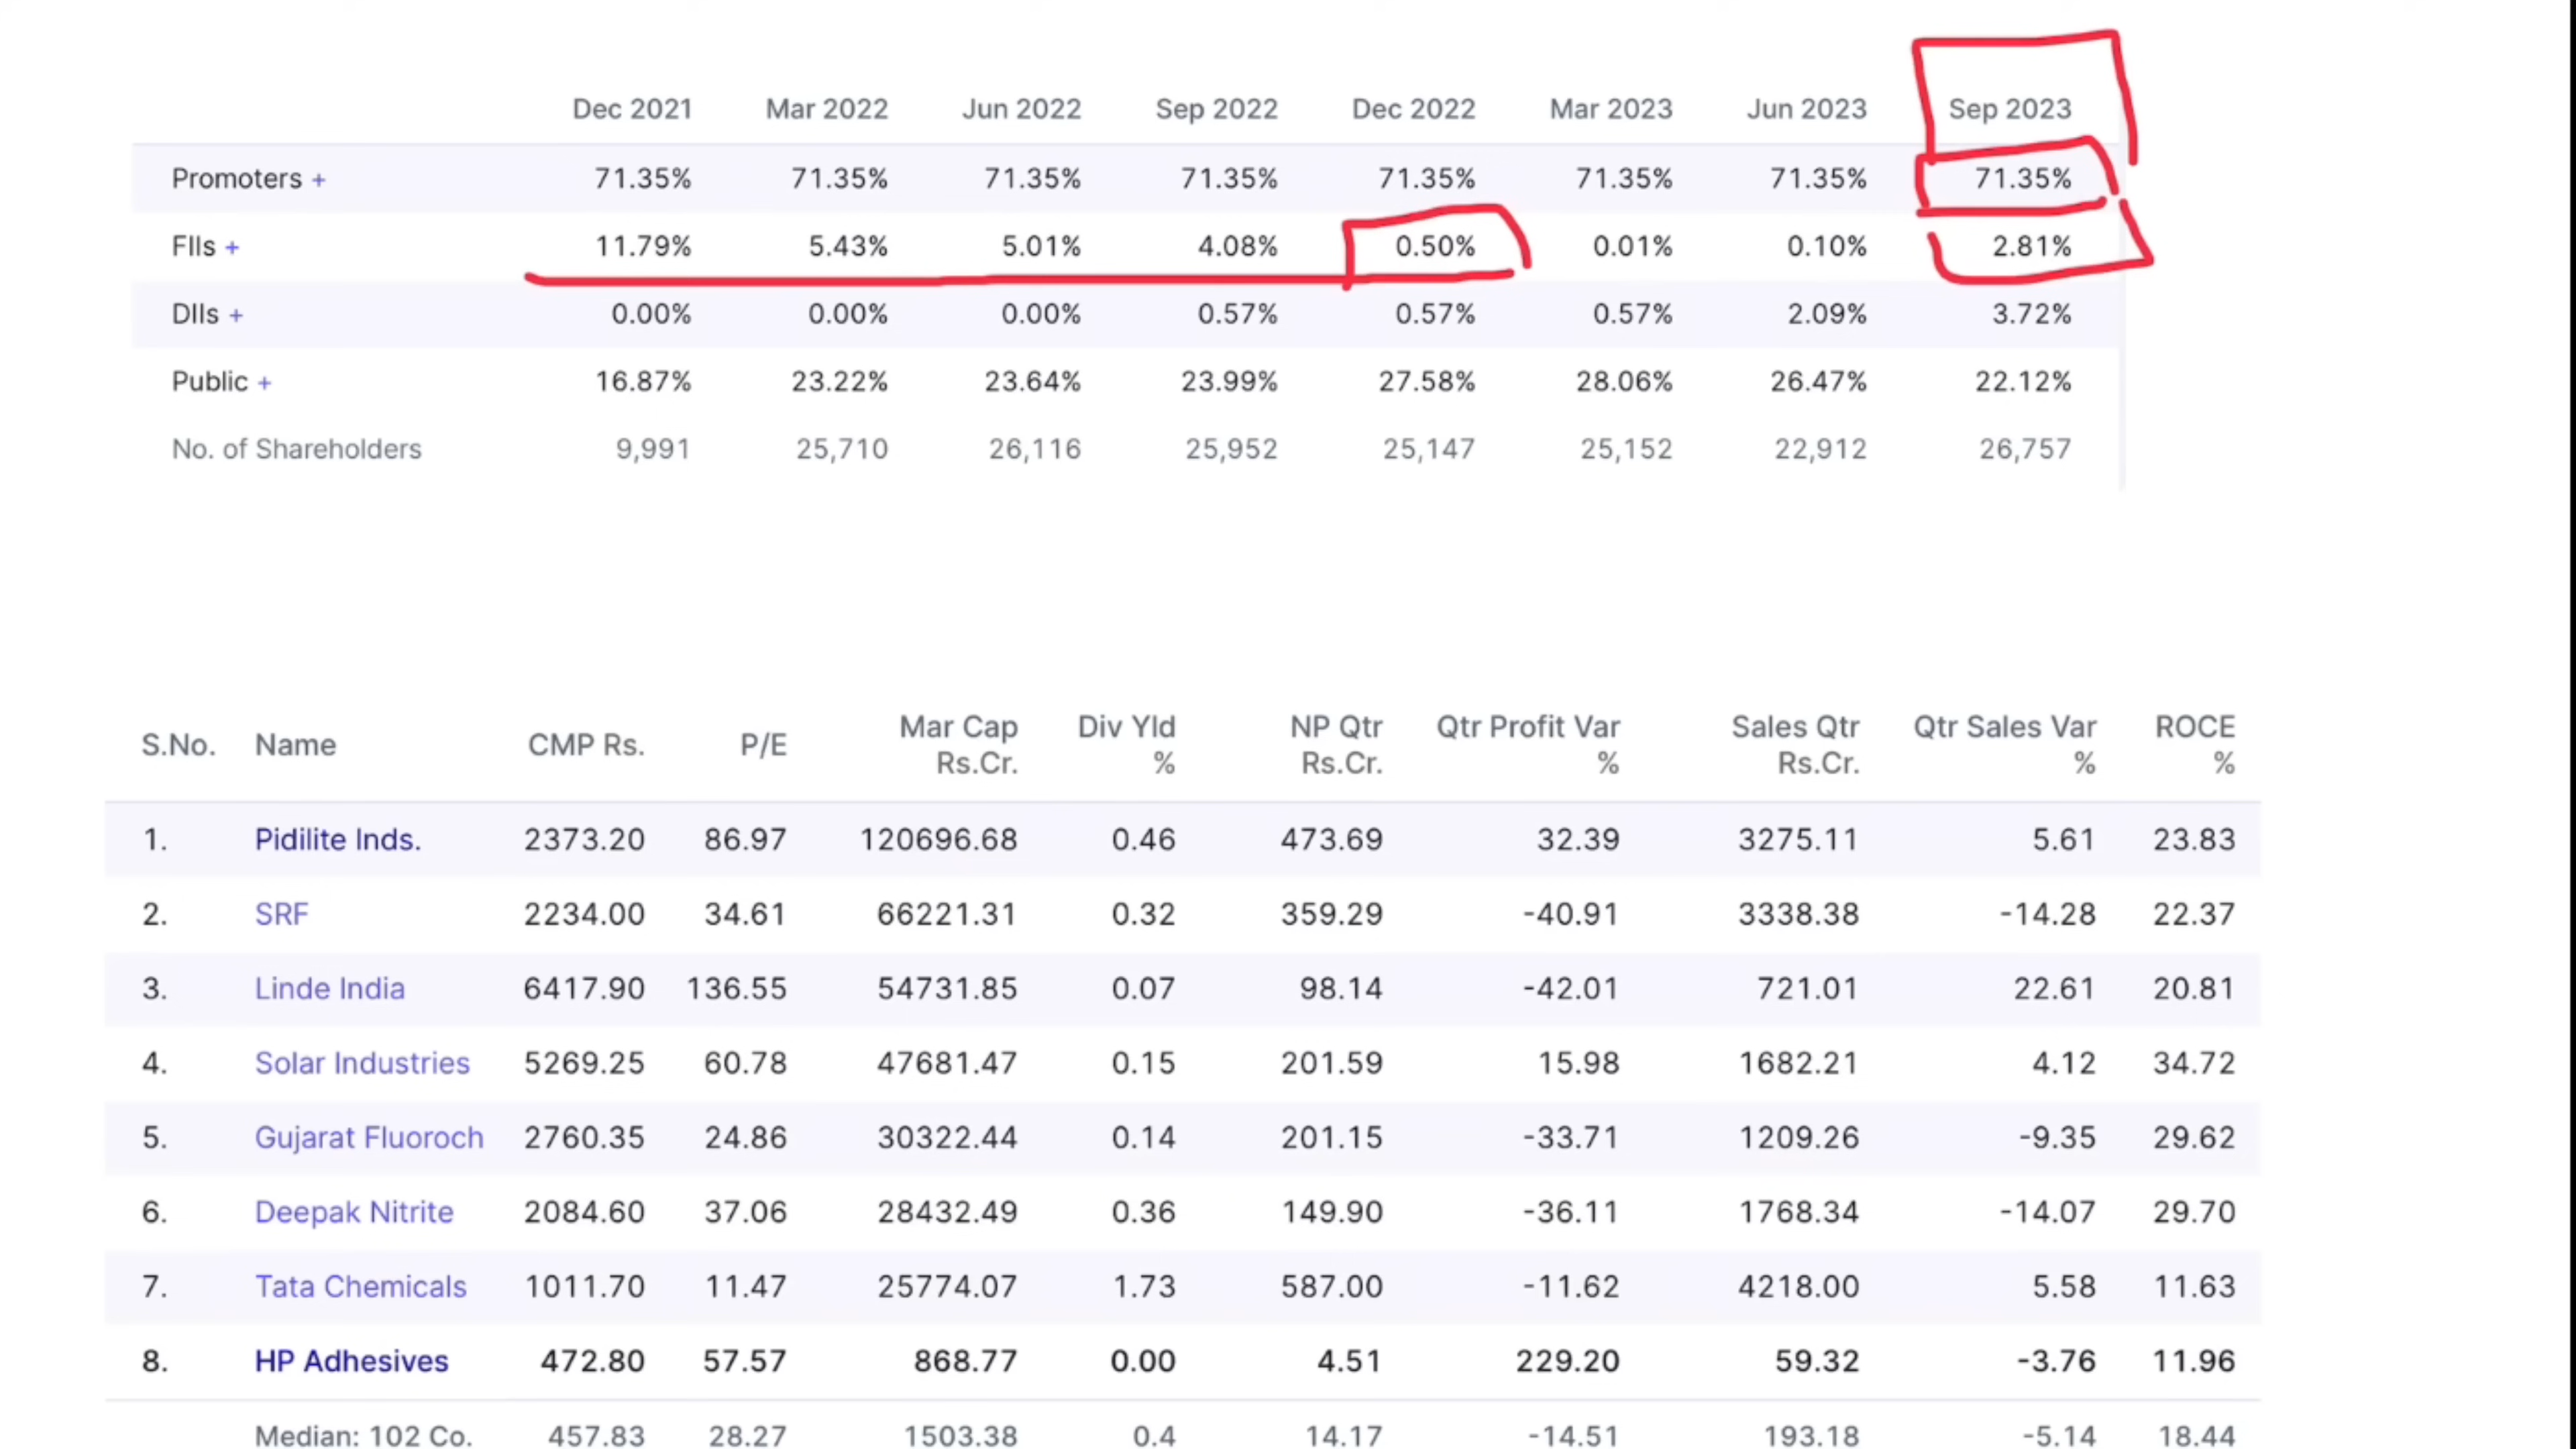 Dec 2021 Mar 2022 Jun 2022 Sep 2022 Dec 2022 Mar 2023 Jun 2023 Sep 2023
Promoters + 71.35% 71.35% 71.35% 71.35% 71.35% 71.35% 71.35% 71.35%
FIIs + 11.79% 5.43% 5.01% 4.08% 0.50% 0.01% 0.10% 2.81%
DIIs + 0.00% 0.00% 0.00% 0.57% 0.57% 0.57% 2.09% 3.72%
Public + 16.87% 23.22% 23.64% 23.99% 27.58% 28.06% 26.47% 22.12%
No. of Shareholders 9,991 25,710 26,116 25,952 25,147 25,152 22,912 26,757
S.No. Name CMP Rs. P/E Mar Cap Rs.Cr. Div Yld % NP Qtr Rs.Cr. Qtr Profit Var % Sales Qtr Rs.Cr. Qtr Sales Var % ROCE %
1. Pidilite Inds. 2373.20 86.97 120696.68 0.46 473.69 32.39 3275.11 5.61 23.83
2. SRF 2234.00 34.61 66221.31 0.32 359.29 -40.91 3338.38 -14.28 22.37
3. Linde India 6417.90 136.55 54731.85 0.07 98.14 -42.01 721.01 22.61 20.81
4. Solar Industries 5269.25 60.78 47681.47 0.15 201.59 15.98 1682.21 4.12 34.72
5. Gujarat Fluoroch 2760.35 24.86 30322.44 0.14 201.15 -33.71 1209.26 -9.35 29.62
6. Deepak Nitrite 2084.60 37.06 28432.49 0.36 149.90 -36.11 1768.34 -14.07 29.70
7. Tata Chemicals 1011.70 11.47 25774.07 1.73 587.00 -11.62 4218.00 5.58 11.63
8. HP Adhesives 472.80 57.57 868.77 0.00 4.51 229.20 59.32 -3.76 11.96
Median: 102 Co. 457.83 28.27 1503.38 0.4 14.17 -14.51 193.18 -5.14 18.44